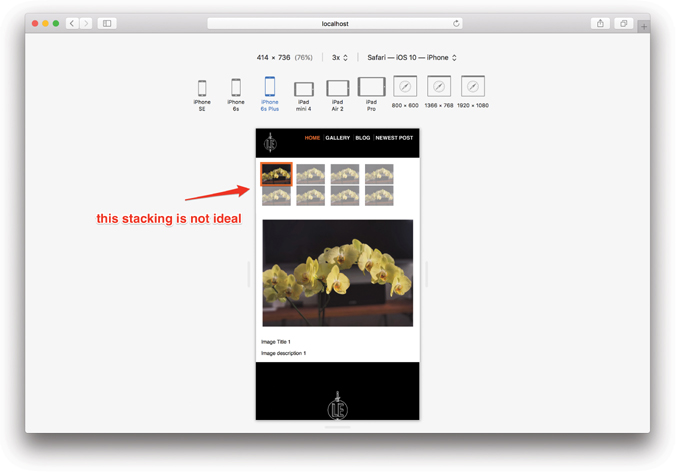 localhost
414 × 736 (76%) 3x Safari — iOS 10 — iPhone
iPhone SE
iPhone 6s
iPhone 6s Plus
iPad mini 4
iPad Air 2
iPad Pro
800 × 600
1366 × 768
1920 × 1080
LE
HOME GALLERY BLOG NEWEST POST
this stacking is not ideal
Image Title 1
Image description 1
LE